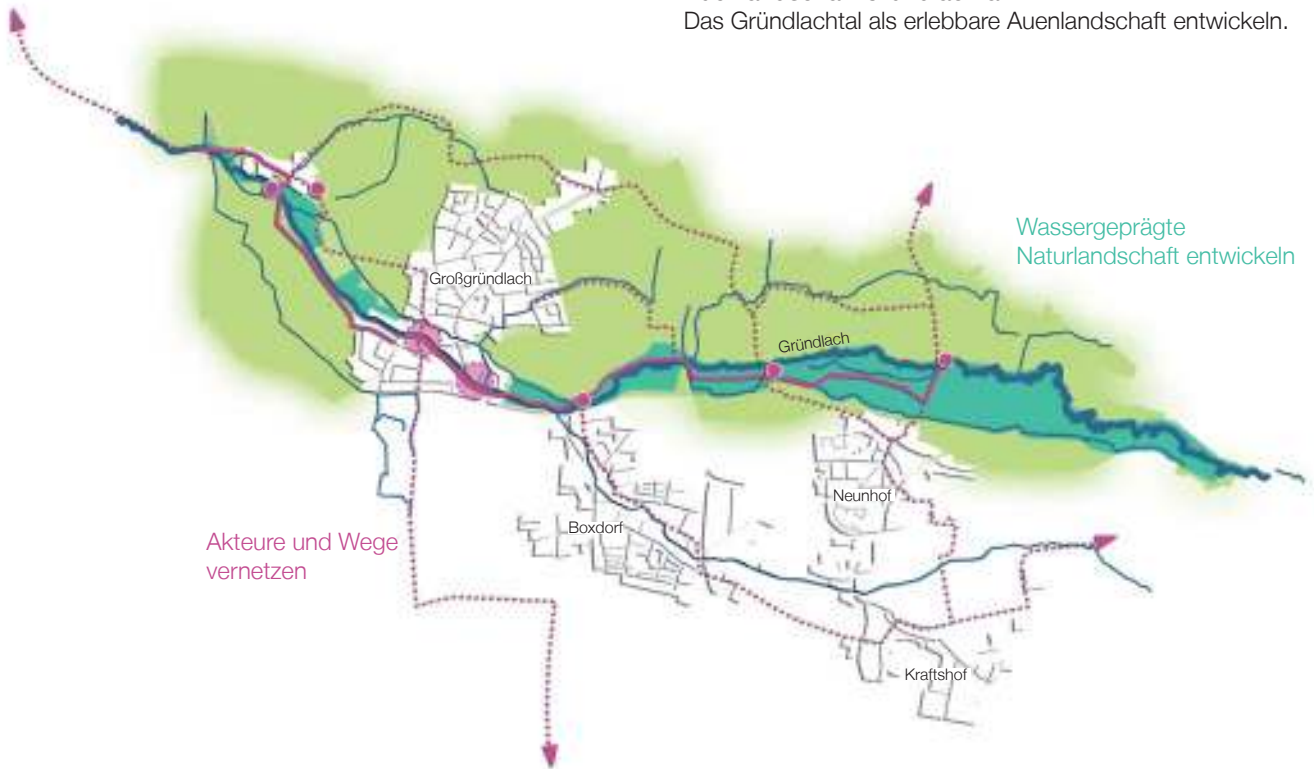 Das Gründlachtal als erlebbare Auenlandschaft entwickeln.
Wassergeprägte
Naturlandschaft entwickeln
Großgründlach
Gründlach
Neunhof
Boxdorf
Akteure und Wege
vernetzen
Kraftshof